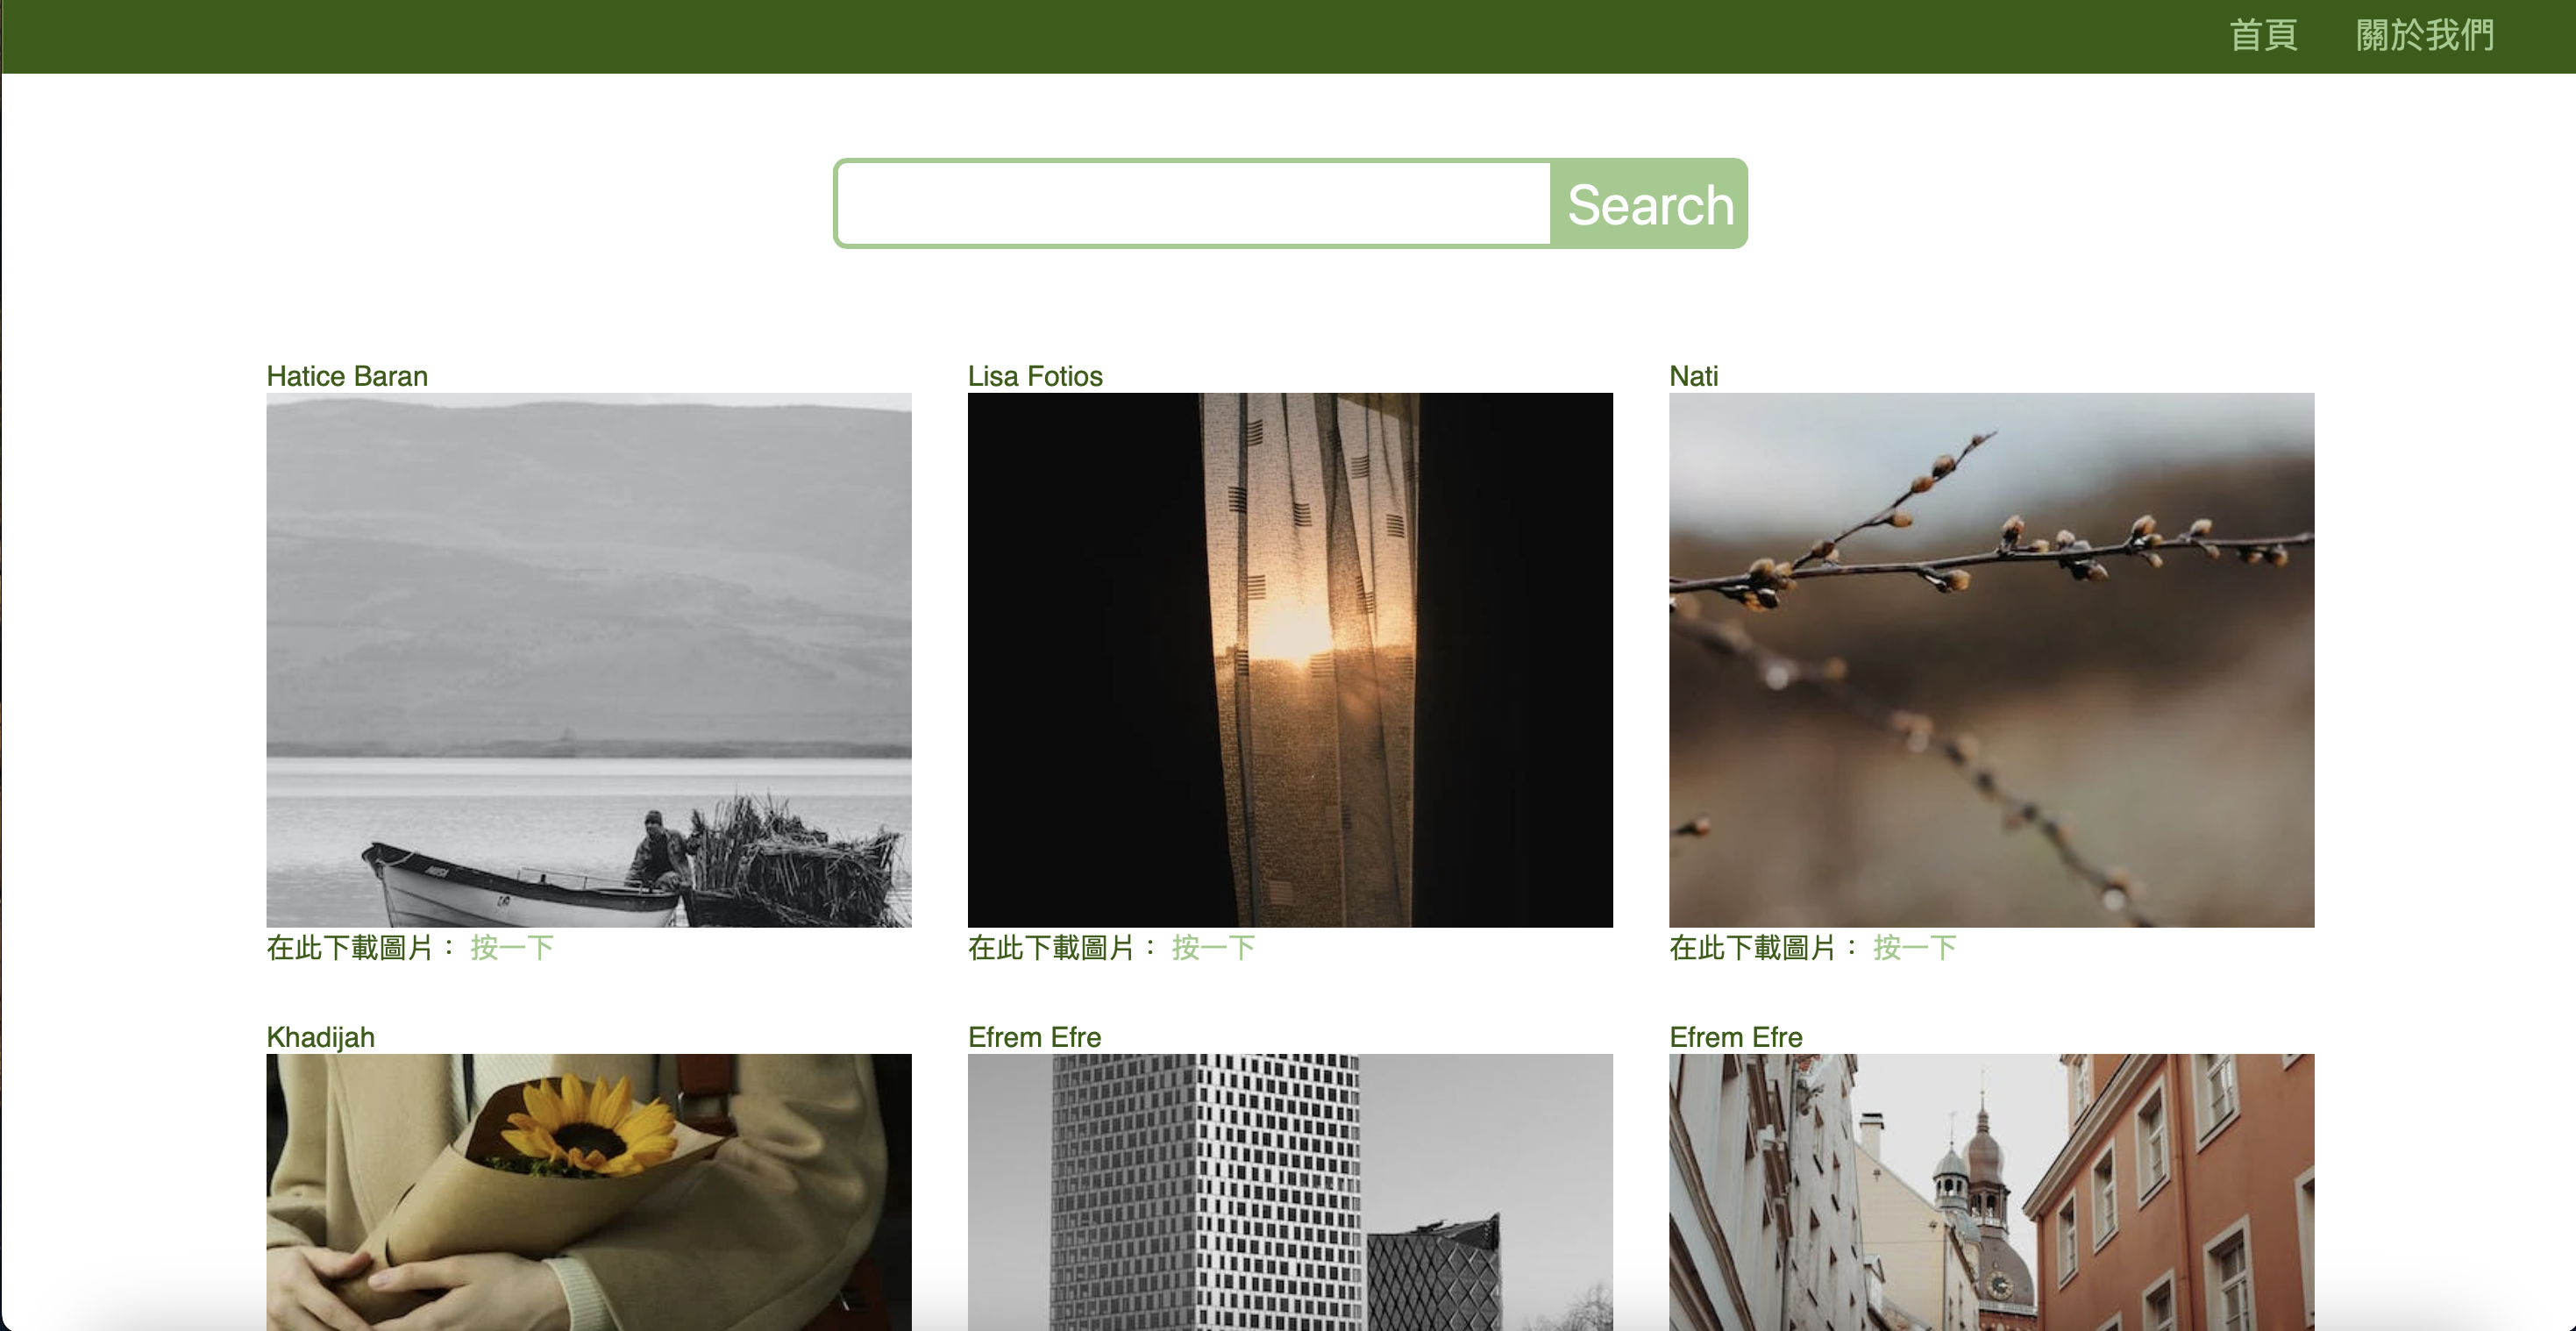 首頁 關於我們
Search
Hatice Baran
Lisa Fotios
Nati
在此下載圖片： 按一下
在此下載圖片： 按一下
在此下載圖片： 按一下
Khadijah
Efrem Efre
Efrem Efre